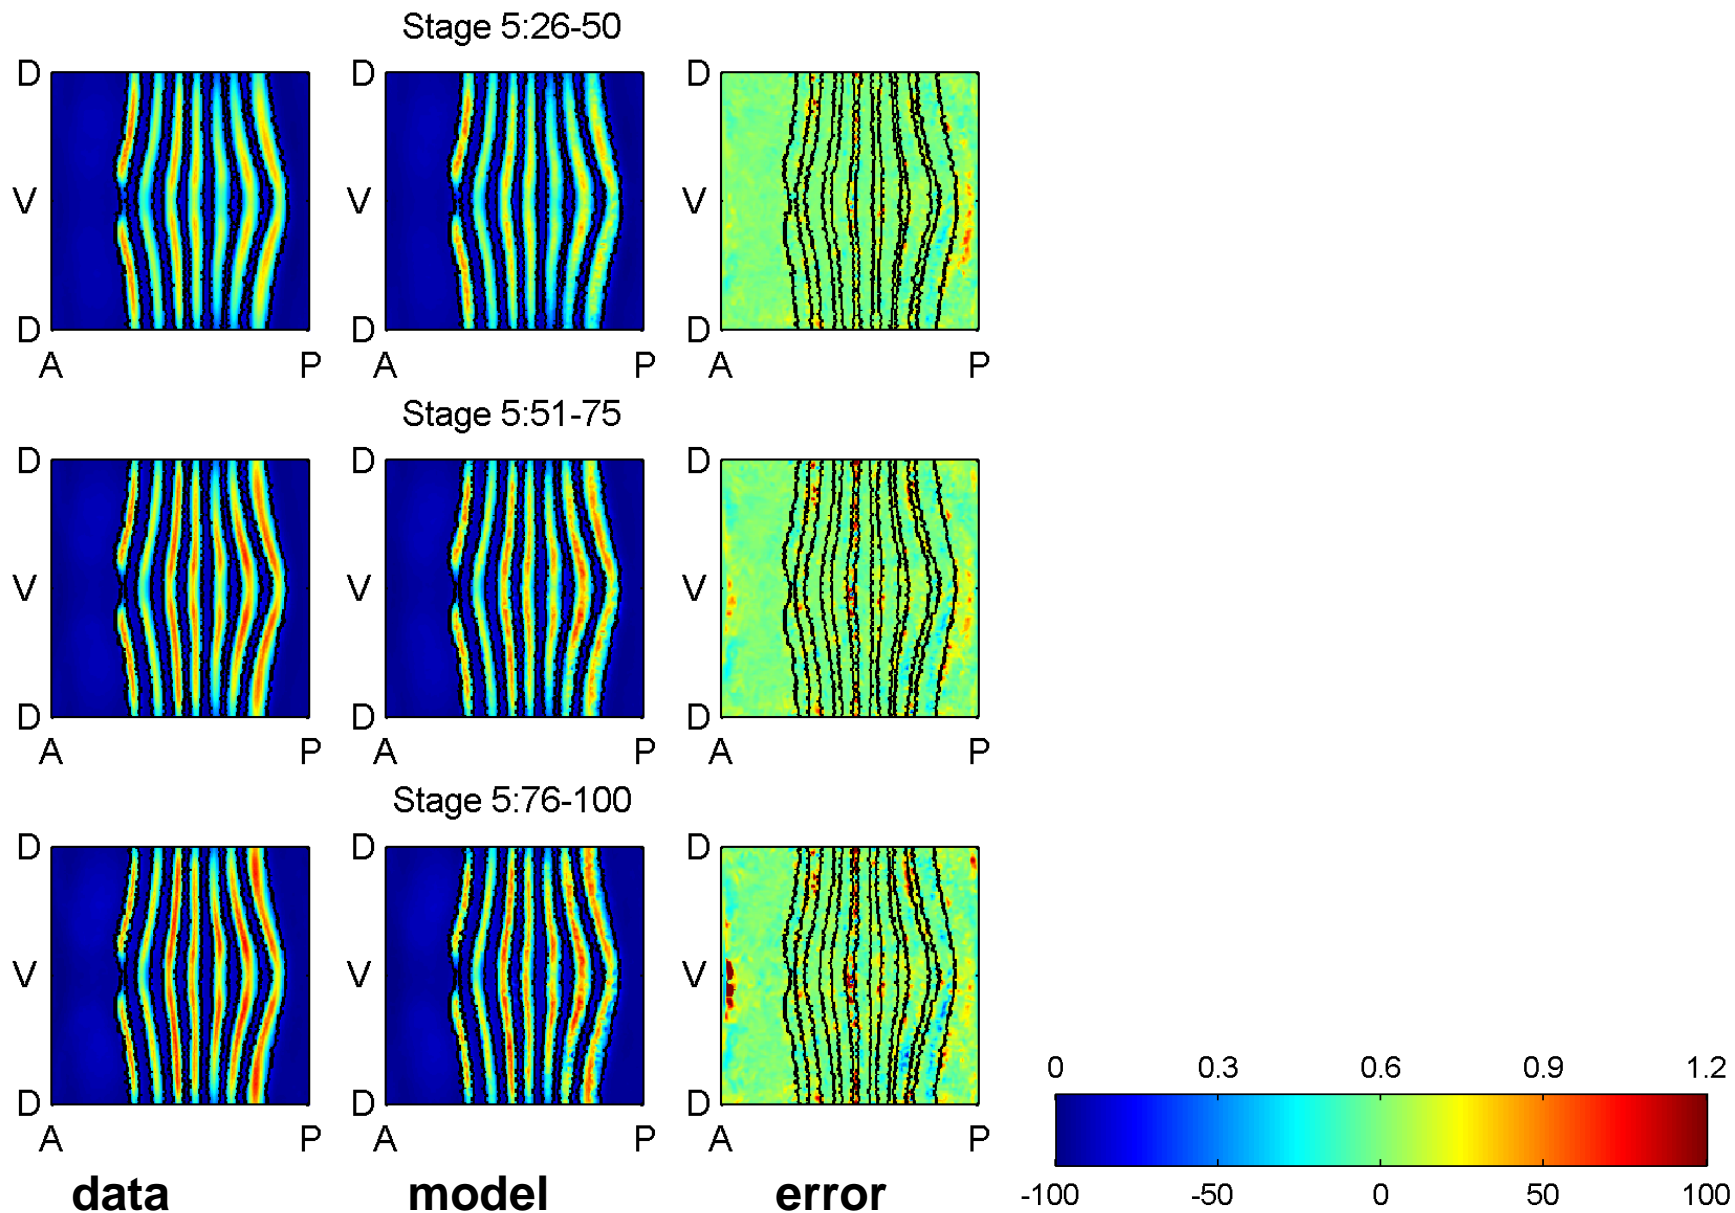 Stage 5:26-50
D D D
V V V
D D D
A P A P A P
Stage 5:51-75
D D D
V V V
D D D
A P A P A P
Stage 5:76-100
D D D
V V V
D D D
A P A P A P
0 0.3 0.6 0.9 1.2
-100 -50 0 50 100
data model error